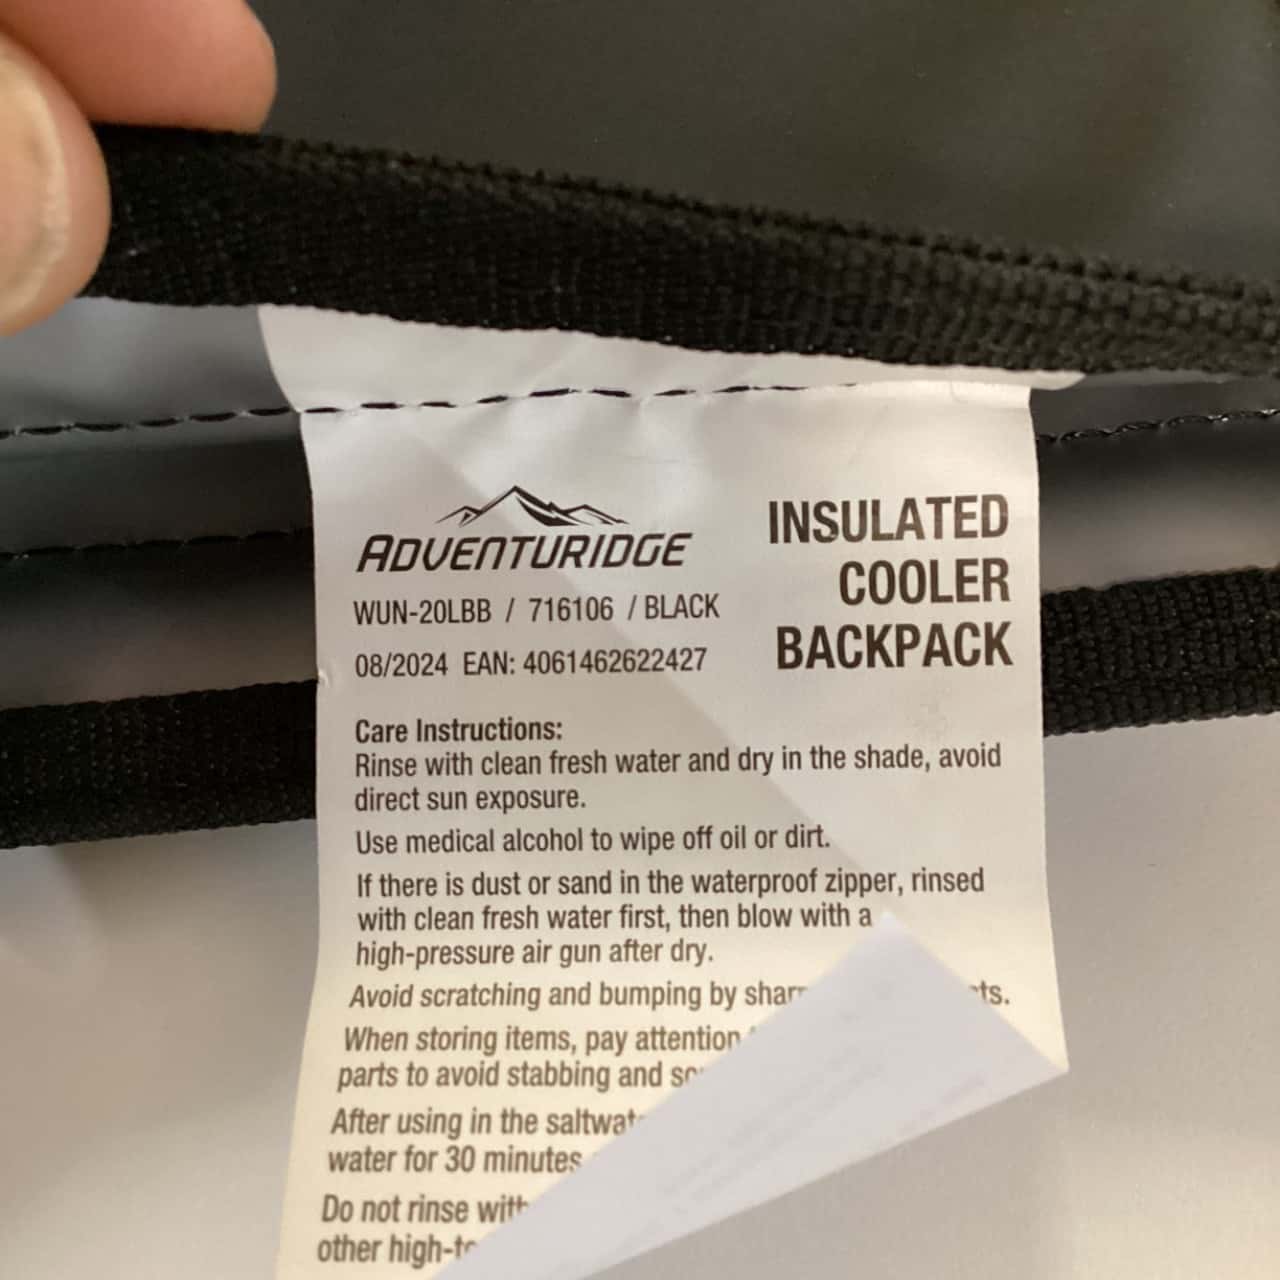 ADVENTURIDGE
INSULATED
COOLER
BACKPACK
WUN-20LBB / 716106 / BLACK
08/2024 EAN: 4061462622427
Care Instructions:
Rinse with clean fresh water and dry in the shade, avoid
direct sun exposure.
Use medical alcohol to wipe off oil or dirt.
If there is dust or sand in the waterproof zipper, rinsed
with clean fresh water first, then blow with a
high-pressure air gun after dry.
Avoid scratching and bumping by
When storing items, pay attention
parts to avoid stabbing and
After using in the
water for 30 minutes
Do not rinse
other